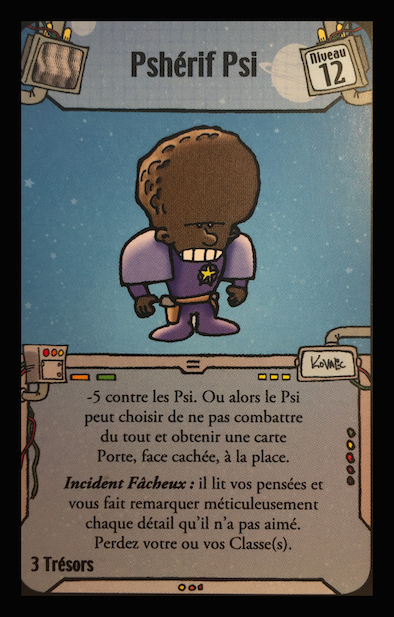 Pshérif Psi
Niveau
12
KOVALIC
-5 contre les Psi. Ou alors le Psi
peut choisir de ne pas combattre
du tout et obtenir une carte
Porte, face cachée, à la place.
Incident Fâcheux : il lit vos pensées et
vous fait remarquer méticuleusement
chaque détail qu'il n'a pas aimé.
Perdez votre ou vos Classe(s).
3 Trésors